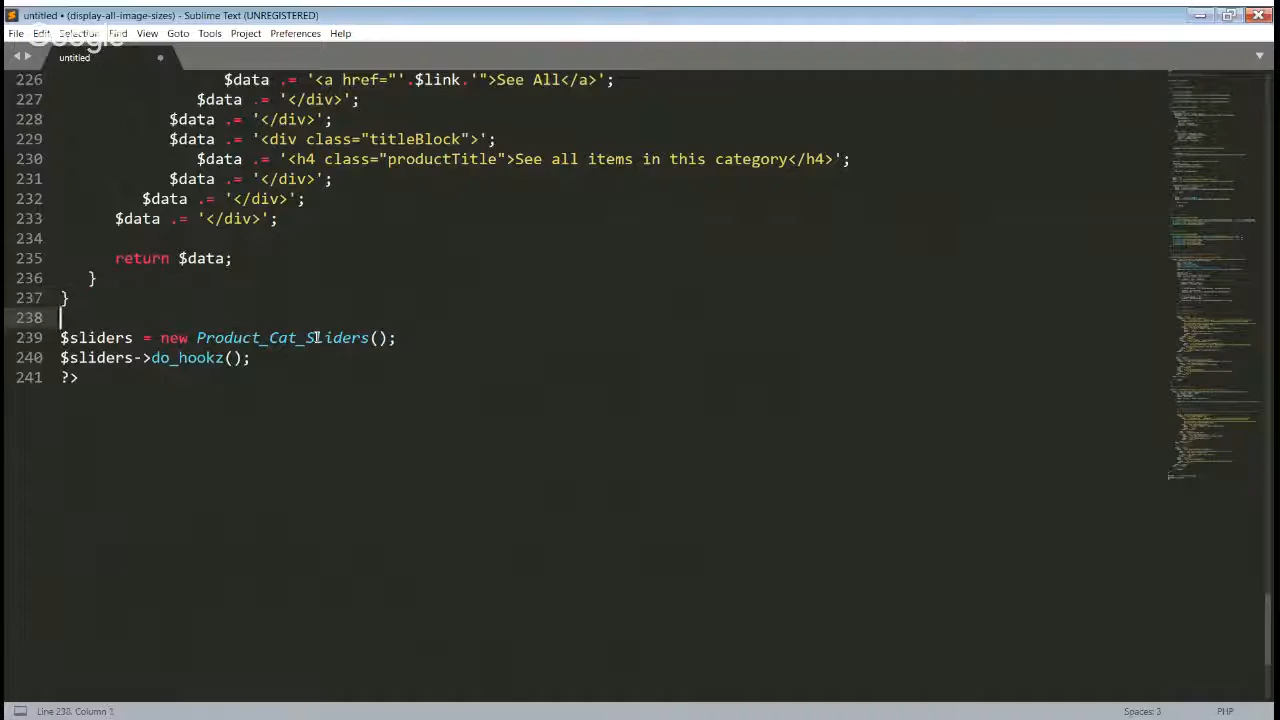 untitled • (display-all-image-sizes) - Sublime Text (UNREGISTERED)
File Edit Selection Find View Goto Tools Project Preferences Help
Google
untitled
226 $data .= '<a href="'.$link.'">See All</a>';
227 $data .= '</div>';
228 $data .= '</div>';
229 $data .= '<div class="titleBlock">'
230 $data .= '<h4 class="productTitle">See all items in this category</h4>';
231 $data .= '</div>';
232 $data .= '</div>';
233 $data .= '</div>';
234
235 return $data;
236 }
237 }
238
239 $sliders = new Product_Cat_Sliders();
240 $sliders->do_hookz();
241 ?>
Line 238, Column 1 Spaces: 3 PHP